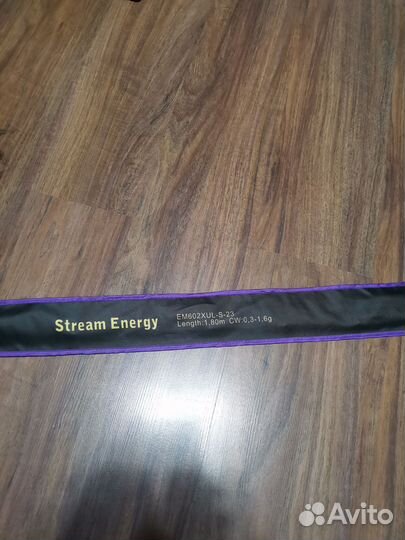 Stream Energy
EM602XUL-S-23
Length:1,80m CW:0,3-1,6g
Avito